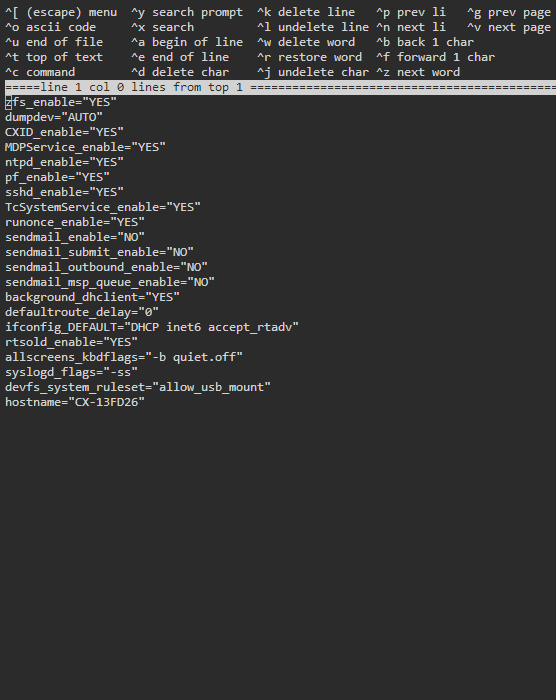 ^[ (escape) menu  ^y search prompt  ^k delete line   ^p prev li   ^g prev page
^o ascii code     ^x search         ^l undelete line ^n next li   ^v next page
^u end of file    ^a begin of line  ^w delete word   ^b back 1 char
^t top of text    ^e end of line    ^r restore word  ^f forward 1 char
^c command        ^d delete char    ^j undelete char ^z next word
=====line 1 col 0 lines from top 1 ============================================
zfs_enable="YES"
dumpdev="AUTO"
CXID_enable="YES"
MDPService_enable="YES"
ntpd_enable="YES"
pf_enable="YES"
sshd_enable="YES"
TcSystemService_enable="YES"
runonce_enable="YES"
sendmail_enable="NO"
sendmail_submit_enable="NO"
sendmail_outbound_enable="NO"
sendmail_msp_queue_enable="NO"
background_dhclient="YES"
defaultroute_delay="0"
ifconfig_DEFAULT="DHCP inet6 accept_rtadv"
rtsold_enable="YES"
allscreens_kbdflags="-b quiet.off"
syslogd_flags="-ss"
devfs_system_ruleset="allow_usb_mount"
hostname="CX-13FD26"